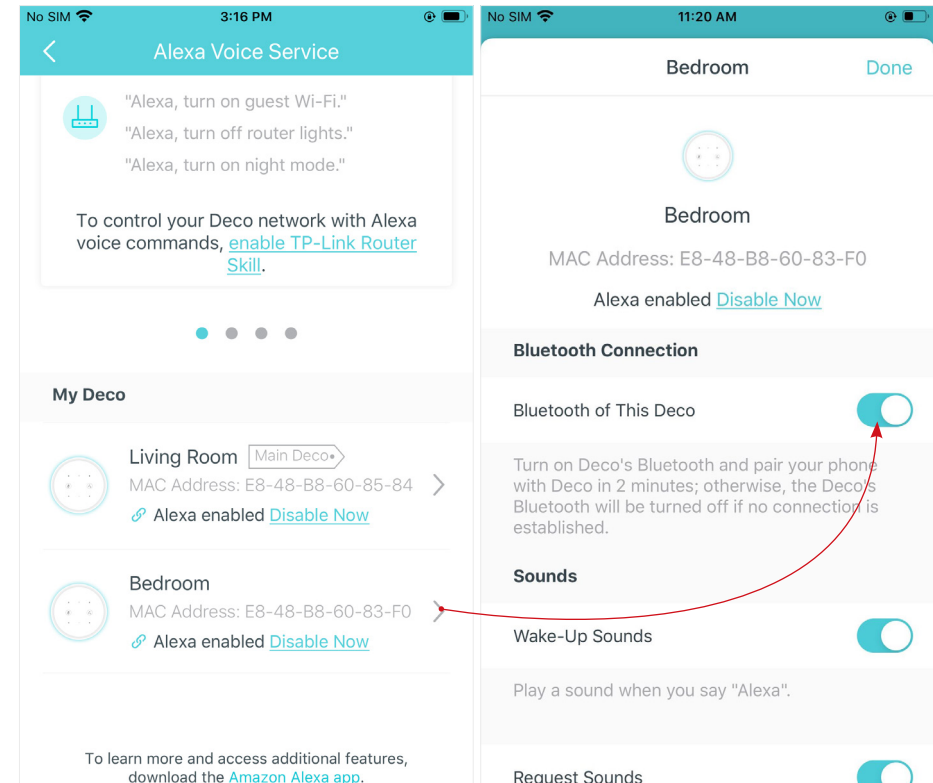 No SIM 3:16 PM
Alexa Voice Service
"Alexa, turn on guest Wi-Fi."
"Alexa, turn off router lights."
"Alexa, turn on night mode."
To control your Deco network with Alexa
voice commands, enable TP-Link Router
Skill.
My Deco
Living Room Main Deco
MAC Address: E8-48-B8-60-85-84
Alexa enabled Disable Now
Bedroom
MAC Address: E8-48-B8-60-83-F0
Alexa enabled Disable Now
To learn more and access additional features,
download the Amazon Alexa app.
No SIM 11:20 AM
Bedroom Done
Bedroom
MAC Address: E8-48-B8-60-83-F0
Alexa enabled Disable Now
Bluetooth Connection
Bluetooth of This Deco
Turn on Deco's Bluetooth and pair your phone
with Deco in 2 minutes; otherwise, the Deco's
Bluetooth will be turned off if no connection is
established.
Sounds
Wake-Up Sounds
Play a sound when you say "Alexa".
Request Sounds